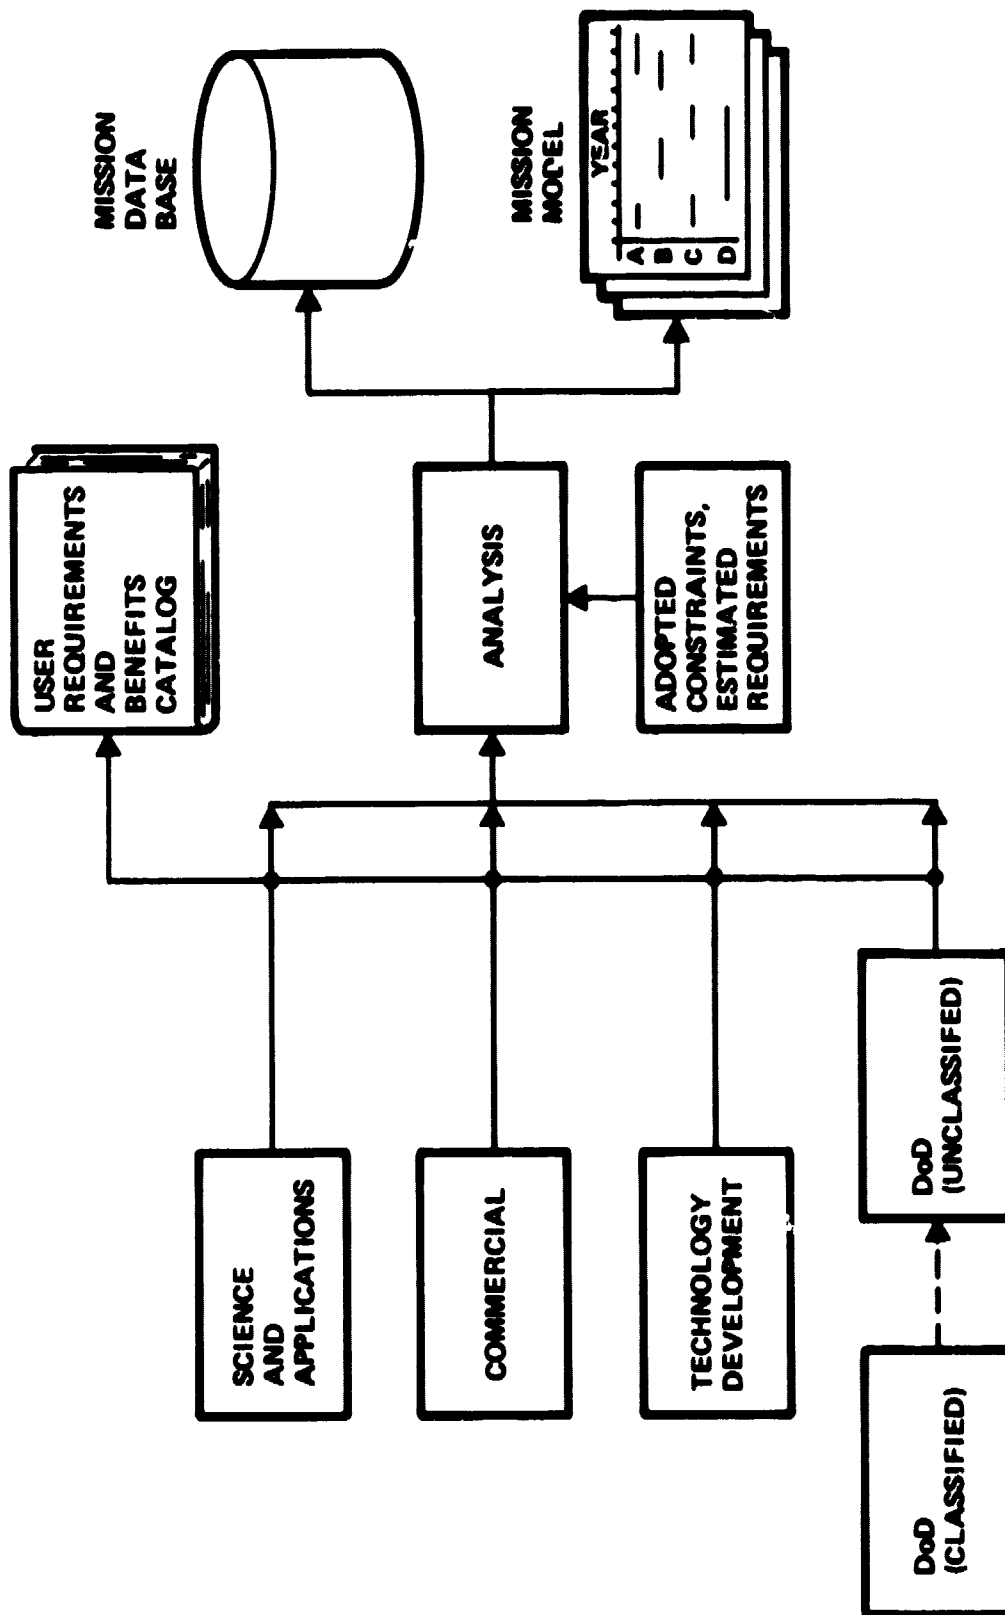 USER
REQUIREMENTS
AND
BENEFITS
CATALOG
MISSION
DATA
BASE
SCIENCE
AND
APPLICATIONS
COMMERCIAL
ANALYSIS
MISSION
MODEL
YEAR
A
B
C
D
TECHNOLOGY
DEVELOPMENT
ADOPTED
CONSTRAINTS,
ESTIMATED
REQUIREMENTS
DoD
(CLASSIFIED)
DoD
(UNCLASSIFED)